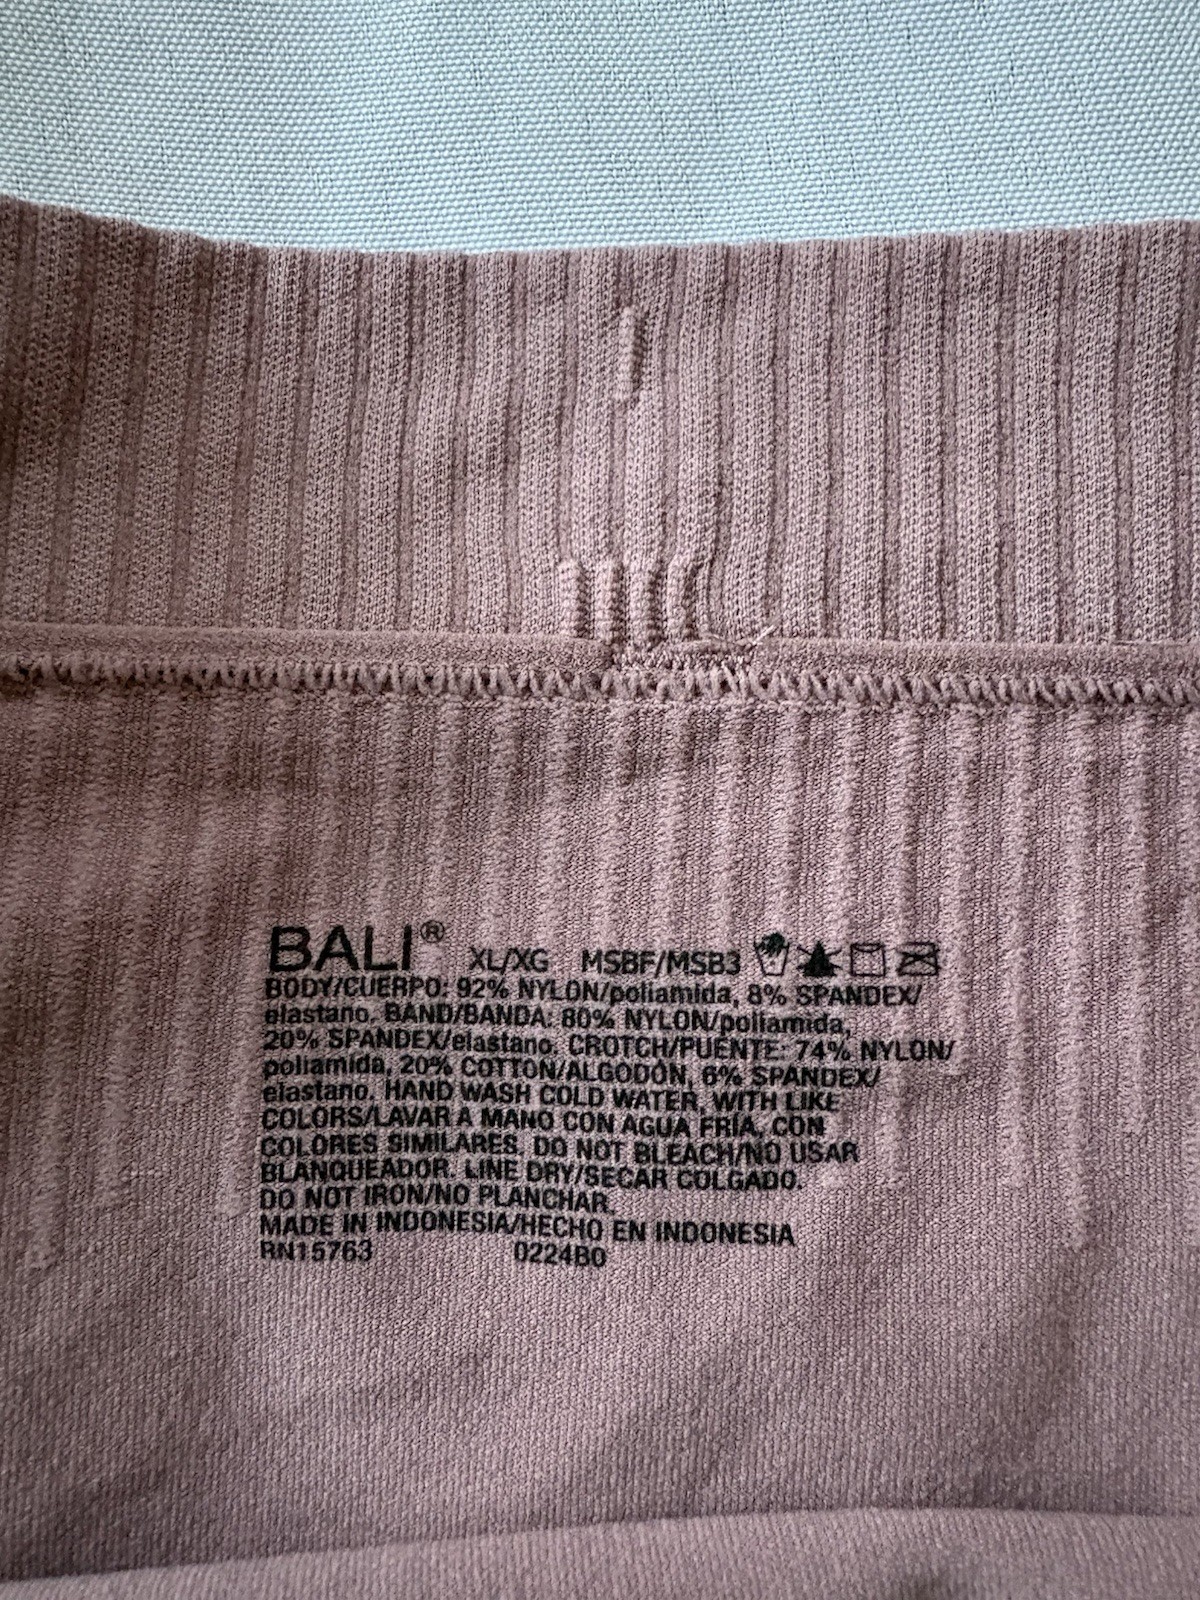 BALI® XL/XG MSBF/MSB3
BODY/CUERPO: 92% NYLON/poliamida, 8% SPANDEX/
elastano. BAND/BANDA: 80% NYLON/poliamida,
20% SPANDEX/elastano. CROTCH/PUENTE: 74% NYLON/
poliamida, 20% COTTON/ALGODÓN, 6% SPANDEX/
elastano. HAND WASH COLD WATER, WITH LIKE
COLORS/LAVAR A MANO CON AGUA FRÍA, CON
COLORES SIMILARES. DO NOT BLEACH/NO USAR
BLANQUEADOR. LINE DRY/SECAR COLGADO.
DO NOT IRON/NO PLANCHAR.
MADE IN INDONESIA/HECHO EN INDONESIA
RN15763 0224B0